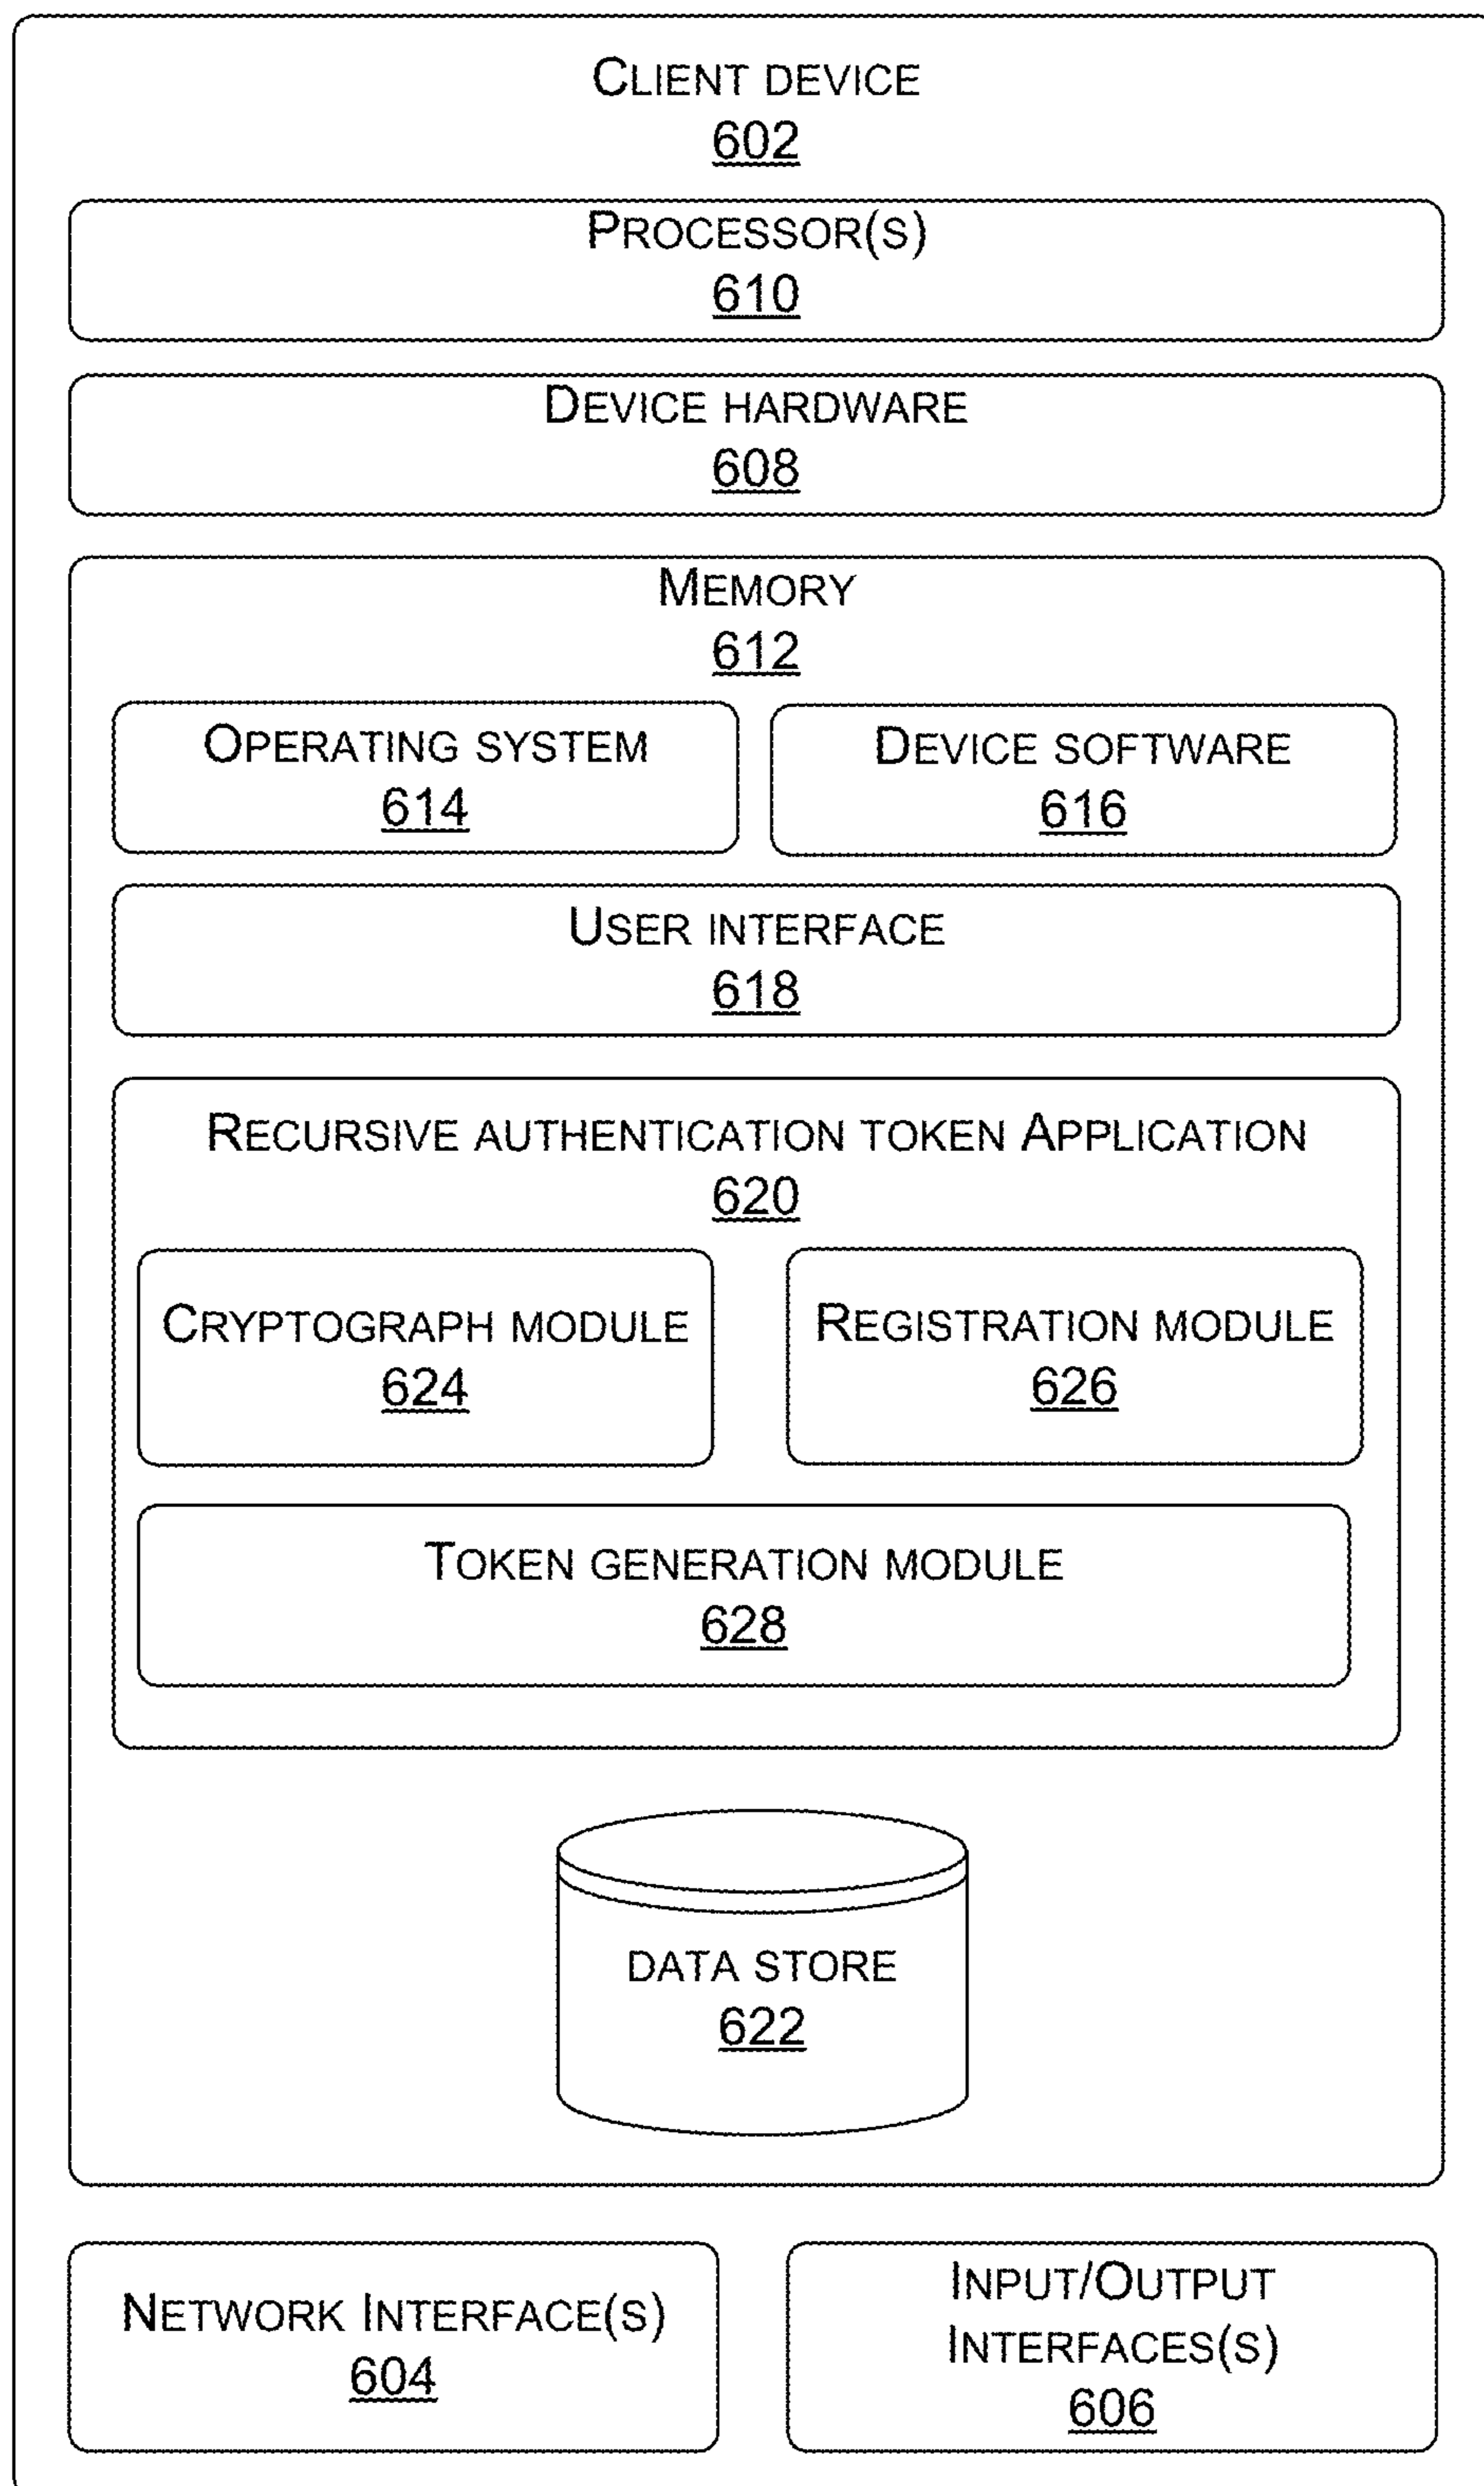 CLIENT DEVICE
602
PROCESSOR(S)
610
DEVICE HARDWARE
608
MEMORY
612
OPERATING SYSTEM
614
DEVICE SOFTWARE
616
USER INTERFACE
618
RECURSIVE AUTHENTICATION TOKEN APPLICATION
620
CRYPTOGRAPH MODULE
624
REGISTRATION MODULE
626
TOKEN GENERATION MODULE
628
DATA STORE
622
NETWORK INTERFACE(S)
604
INPUT/OUTPUT
INTERFACES(S)
606